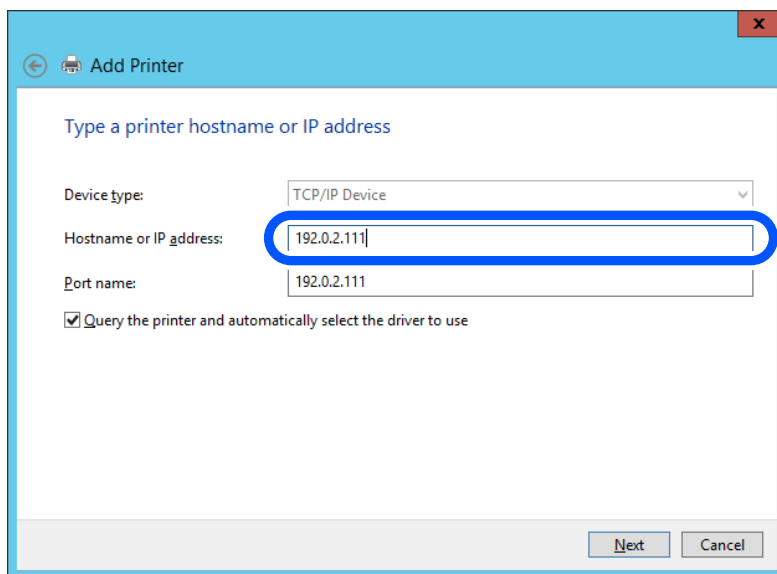 x
Add Printer
Type a printer hostname or IP address
Device type: TCP/IP Device
Hostname or IP address: 192.0.2.111
Port name: 192.0.2.111
Query the printer and automatically select the driver to use
Next Cancel